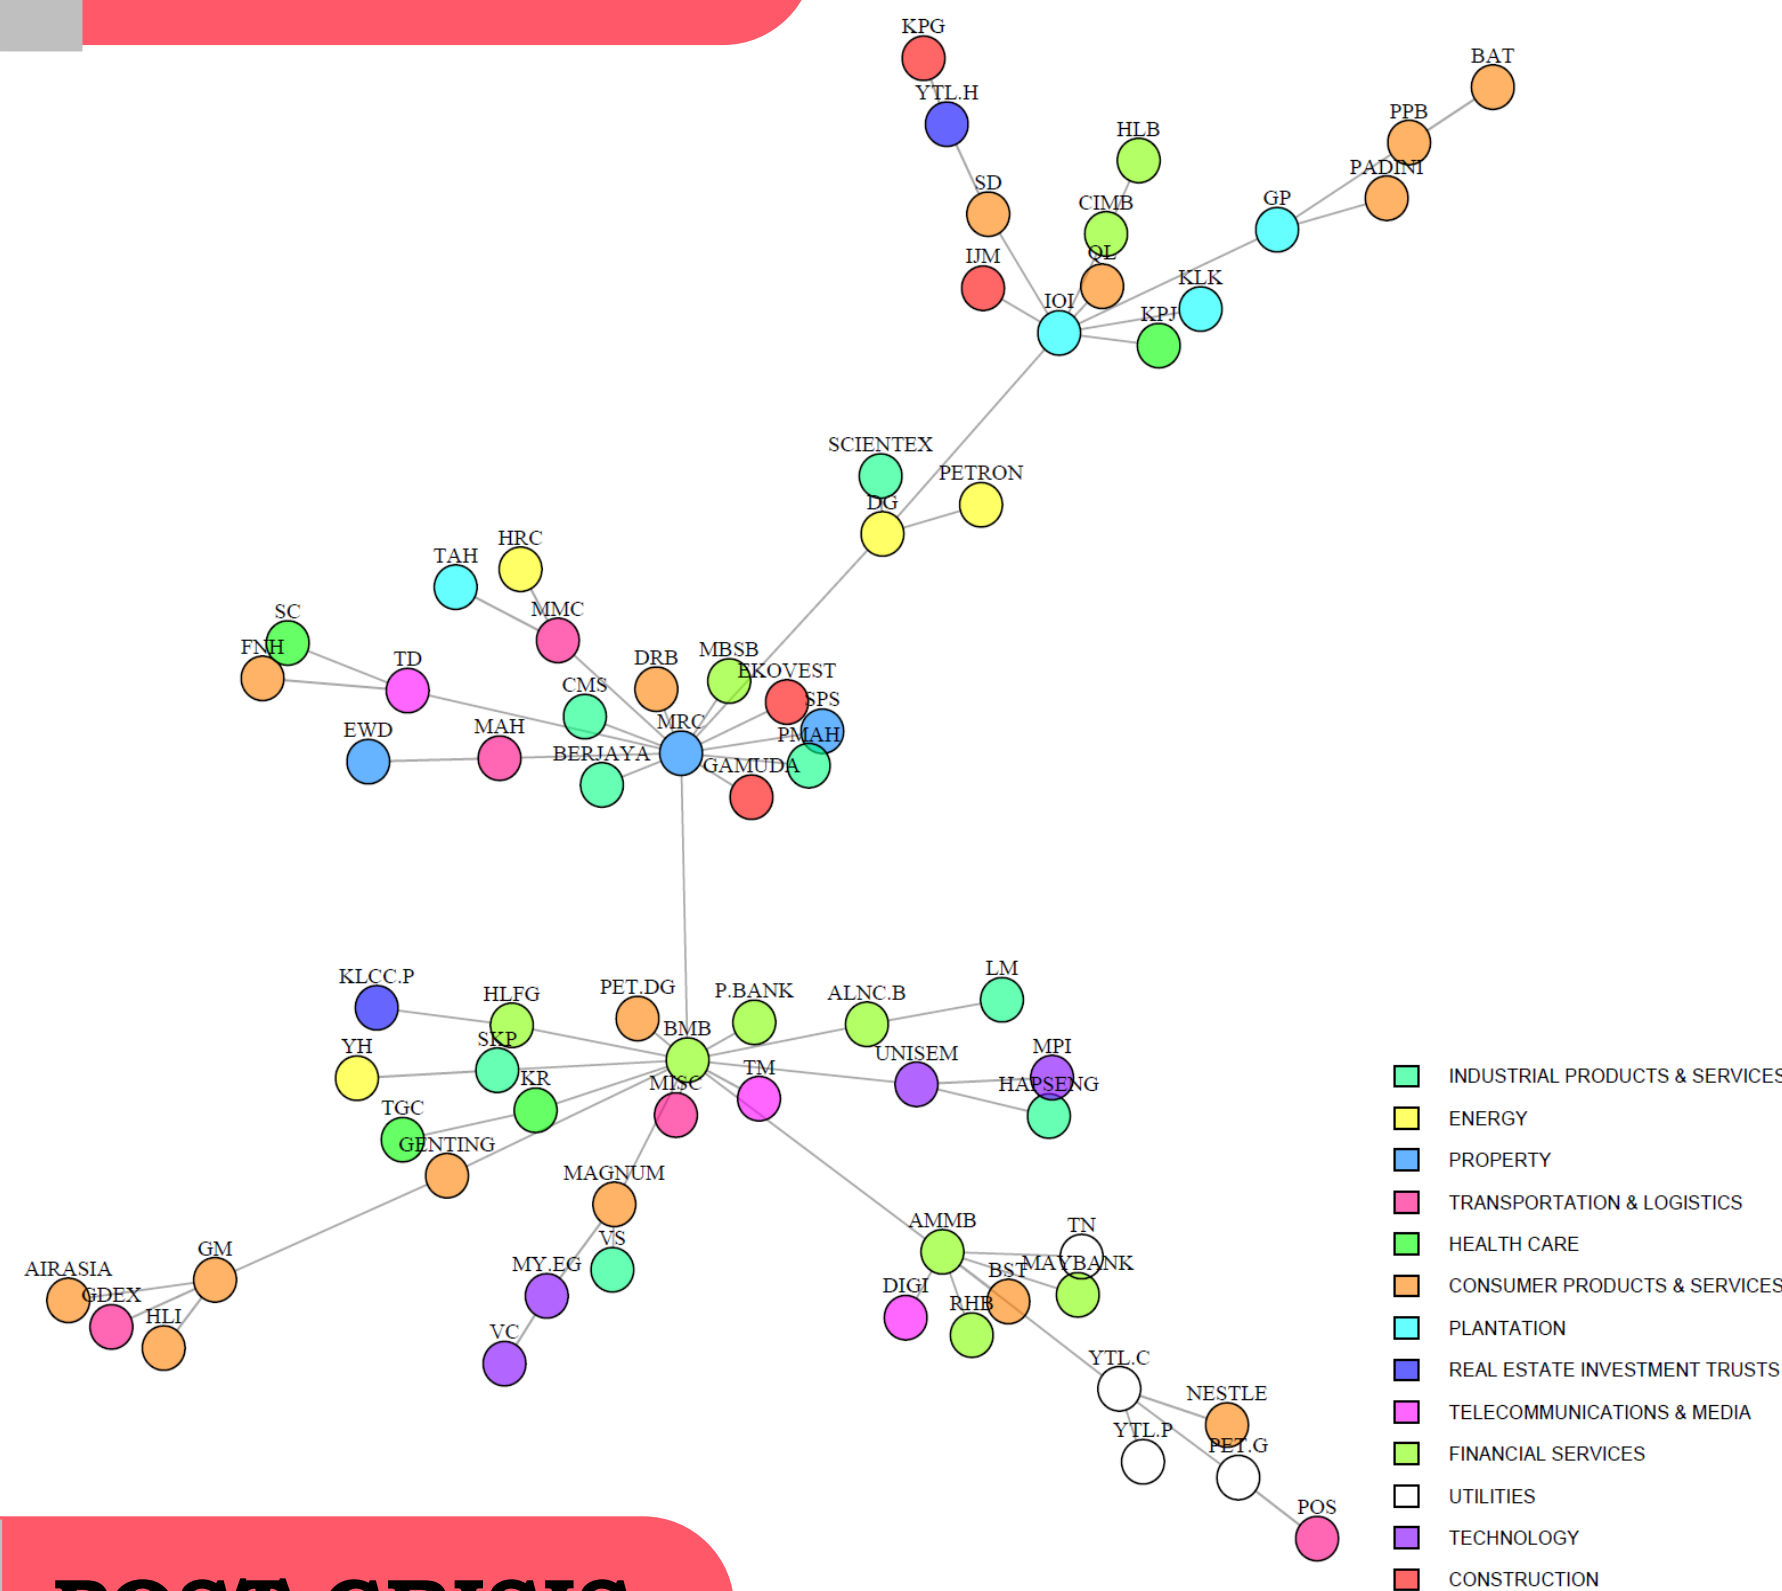 KPG
BAT
YTL.H
PPB
HLB
PADINI
SD
GP
CIMB
QL
IJM
KLK
IOI
KPJ
SCIENTEX
PETRON
DG
HRC
TAH
MMC
SC
FNH
TD
DRB
MBSB
EKOVEST
CMS
SPS
MRC
EWD
MAH
PMAH
BERJAYA
GAMUDA
LM
KLCC.P
HLFG
PET.DG
P.BANK
ALNC.B
BMB
SKP
YH
UNISEM
MPI
TM
KR
MISC
HAPSENG
TGC
GENTING
MAGNUM
AMMB
TN
VS
GM
MY.EG
MAYBANK
BST
AIRASIA
DIGI
GDEX
RHB
HLI
VC
YTL.C
NESTLE
YTL.P
PET.G
POS
INDUSTRIAL PRODUCTS & SERVICES
ENERGY
PROPERTY
TRANSPORTATION & LOGISTICS
HEALTH CARE
CONSUMER PRODUCTS & SERVICES
PLANTATION
REAL ESTATE INVESTMENT TRUSTS
TELECOMMUNICATIONS & MEDIA
FINANCIAL SERVICES
UTILITIES
TECHNOLOGY
CONSTRUCTION
POST-CRISIS